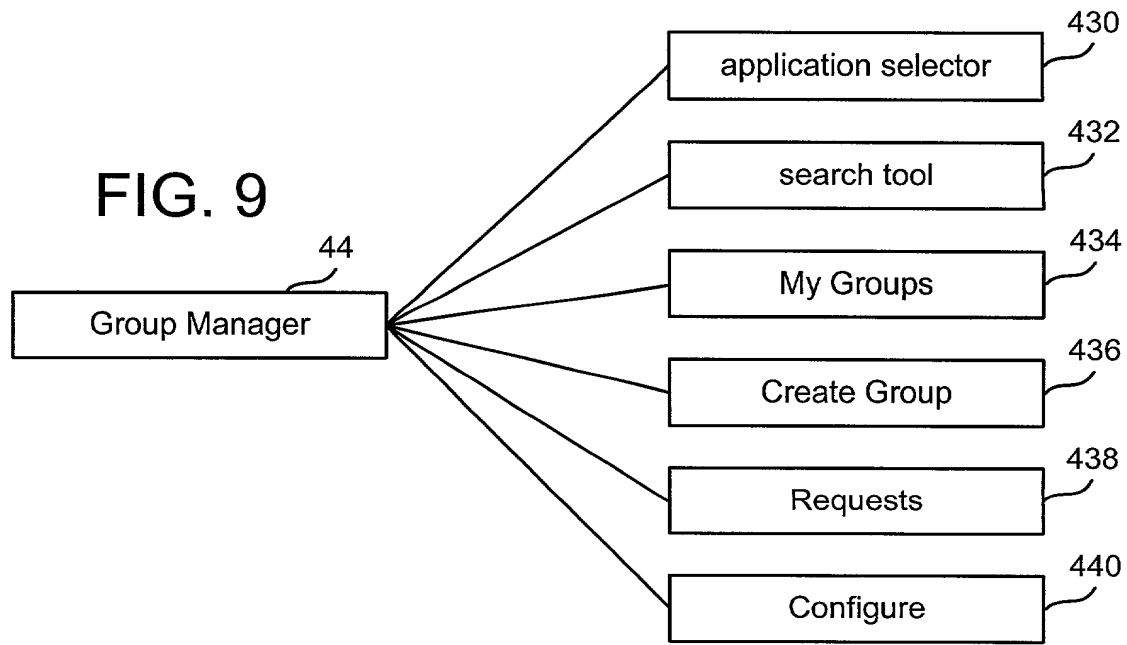 430
application selector
432
search tool
FIG. 9
434
44
My Groups
Group Manager
436
Create Group
438
Requests
440
Configure